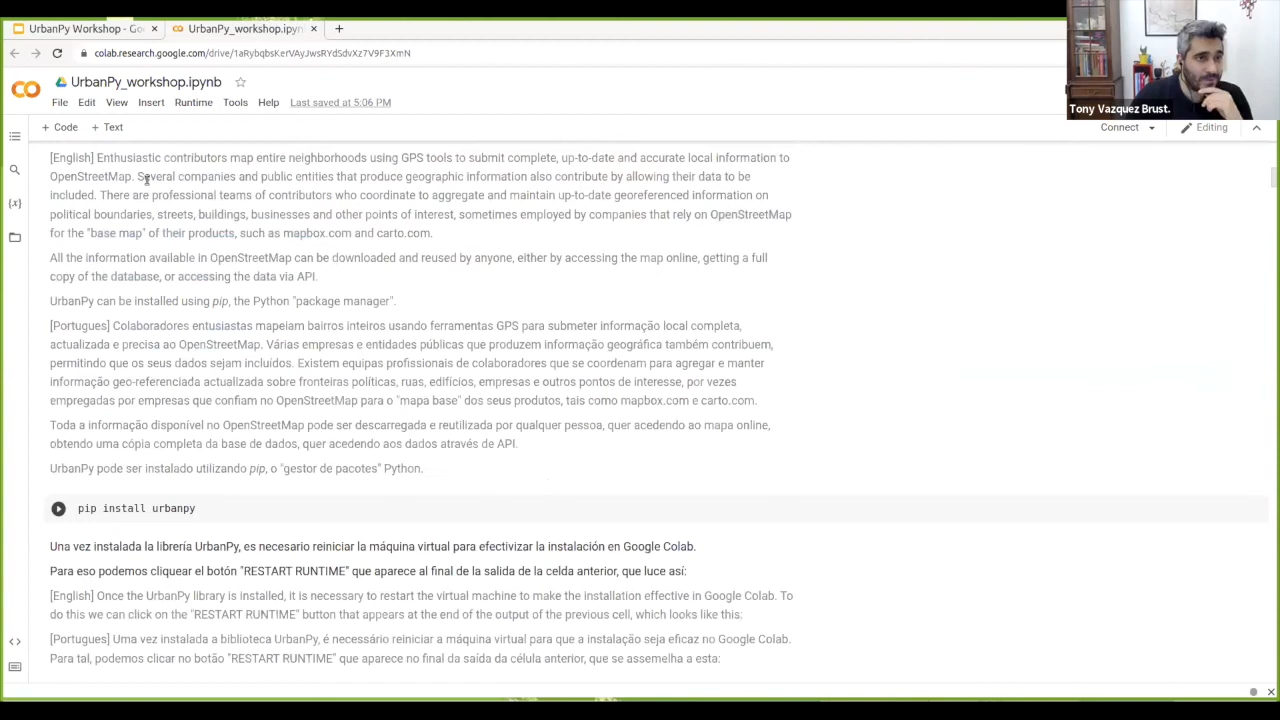 UrbanPy Workshop - Go
UrbanPy_workshop.ipyn
colab.research.google.com/drive/1aRybqbsKerVAyJwsRYdSdvXz7V9F3XmN
UrbanPy_workshop.ipynb
File Edit View Insert Runtime Tools Help Last saved at 5:06 PM
Tony Vazquez Brust.
+ Code + Text
Connect Editing
[English] Enthusiastic contributors map entire neighborhoods using GPS tools to submit complete, up-to-date and accurate local information to
OpenStreetMap. Several companies and public entities that produce geographic information also contribute by allowing their data to be
included. There are professional teams of contributors who coordinate to aggregate and maintain up-to-date georeferenced information on
political boundaries, streets, buildings, businesses and other points of interest, sometimes employed by companies that rely on OpenStreetMap
for the "base map" of their products, such as mapbox.com and carto.com.
All the information available in OpenStreetMap can be downloaded and reused by anyone, either by accessing the map online, getting a full
copy of the database, or accessing the data via API.
UrbanPy can be installed using pip, the Python "package manager".
[Portugues] Colaboradores entusiastas mapeiam bairros inteiros usando ferramentas GPS para submeter informação local completa,
actualizada e precisa ao OpenStreetMap. Várias empresas e entidades públicas que produzem informação geográfica também contribuem,
permitindo que os seus dados sejam incluídos. Existem equipas profissionais de colaboradores que se coordenam para agregar e manter
informação geo-referenciada actualizada sobre fronteiras políticas, ruas, edifícios, empresas e outros pontos de interesse, por vezes
empregadas por empresas que confiam no OpenStreetMap para o "mapa base" dos seus produtos, tais como mapbox.com e carto.com.
Toda a informação disponível no OpenStreetMap pode ser descarregada e reutilizada por qualquer pessoa, quer acedendo ao mapa online,
obtendo uma cópia completa da base de dados, quer acedendo aos dados através de API.
UrbanPy pode ser instalado utilizando pip, o "gestor de pacotes" Python.
pip install urbanpy
Una vez instalada la librería UrbanPy, es necesario reiniciar la máquina virtual para efectivizar la instalación en Google Colab.
Para eso podemos cliquear el botón "RESTART RUNTIME" que aparece al final de la salida de la celda anterior, que luce así:
[English] Once the UrbanPy library is installed, it is necessary to restart the virtual machine to make the installation effective in Google Colab. To
do this we can click on the "RESTART RUNTIME" button that appears at the end of the output of the previous cell, which looks like this:
[Portugues] Uma vez instalada a biblioteca UrbanPy, é necessário reiniciar a máquina virtual para que a instalação seja eficaz no Google Colab.
Para tal, podemos clicar no botão "RESTART RUNTIME" que aparece no final da saída da célula anterior, que se assemelha a esta: